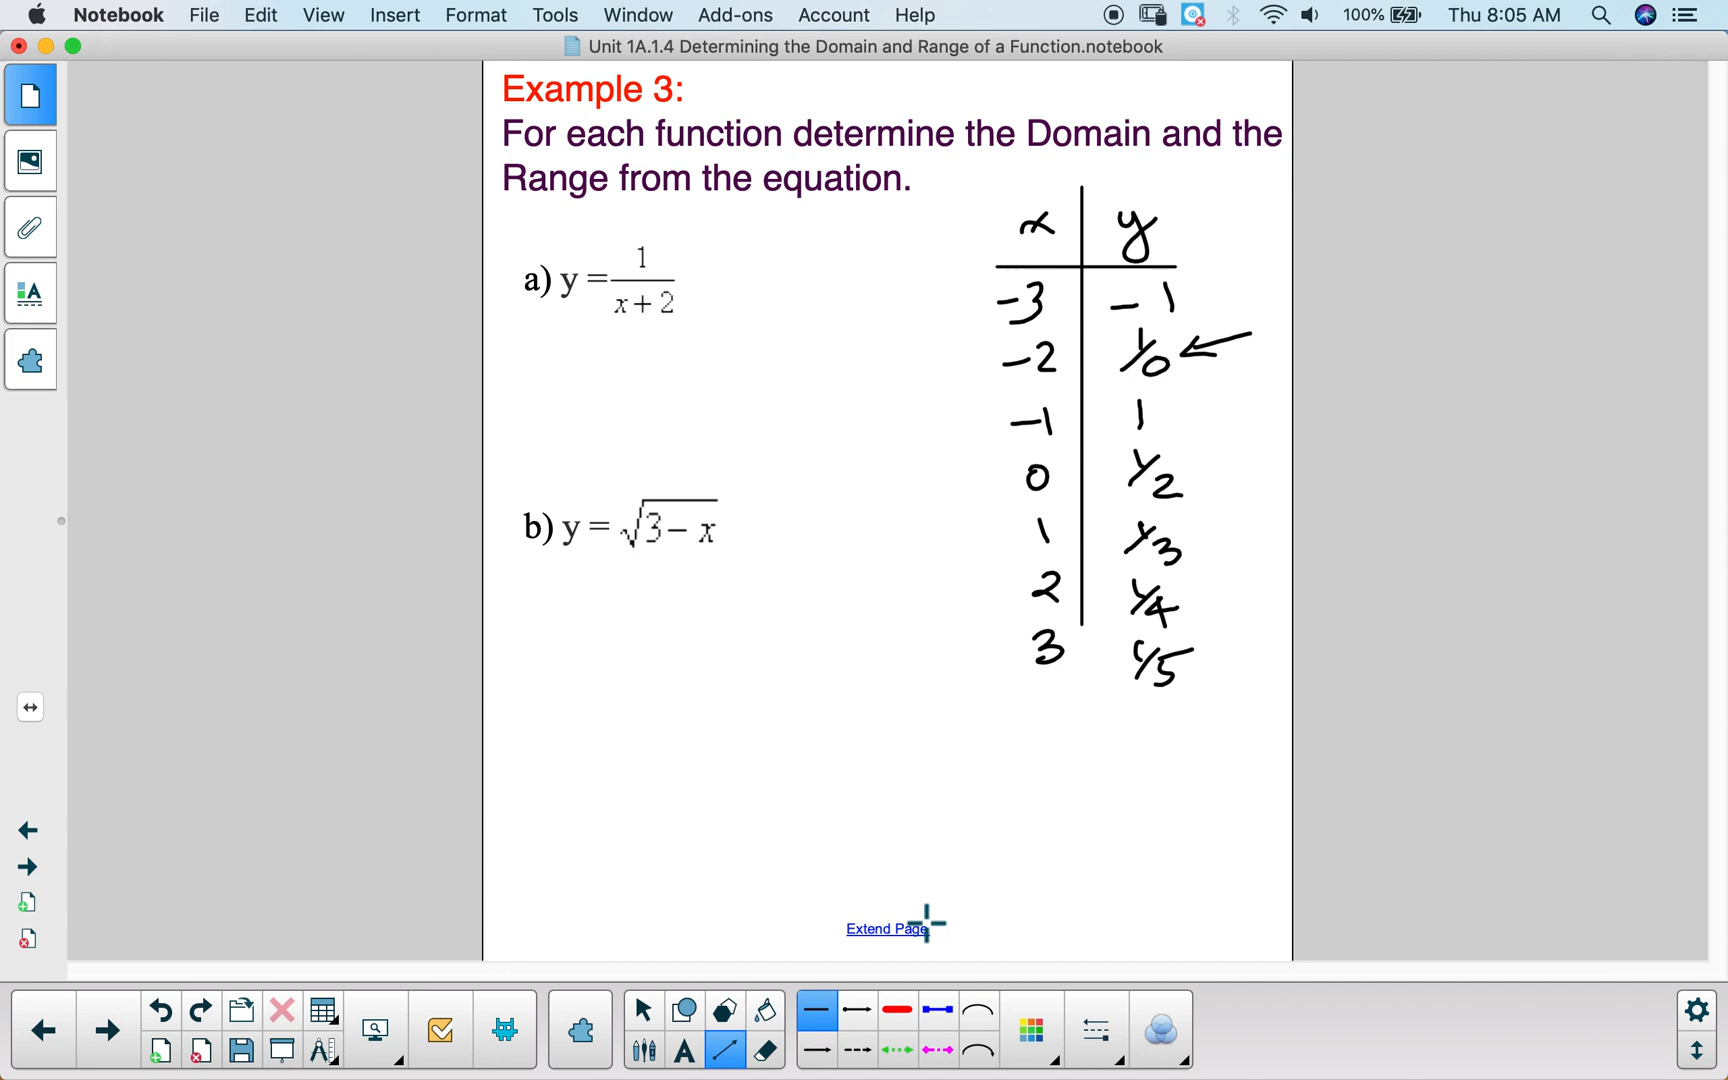 Notebook File Edit View Insert Format Tools Window Add-ons Account Help 100% Thu 8:05 AM
Unit 1A.1.4 Determining the Domain and Range of a Function.notebook
Example 3:
For each function determine the Domain and the
Range from the equation.
x y
a) y = 1/(x + 2)
-3 -1
-2 1/0
-1 1
0 1/2
b) y = √(3 − x)
1 1/3
2 1/4
3 1/5
Extend Page